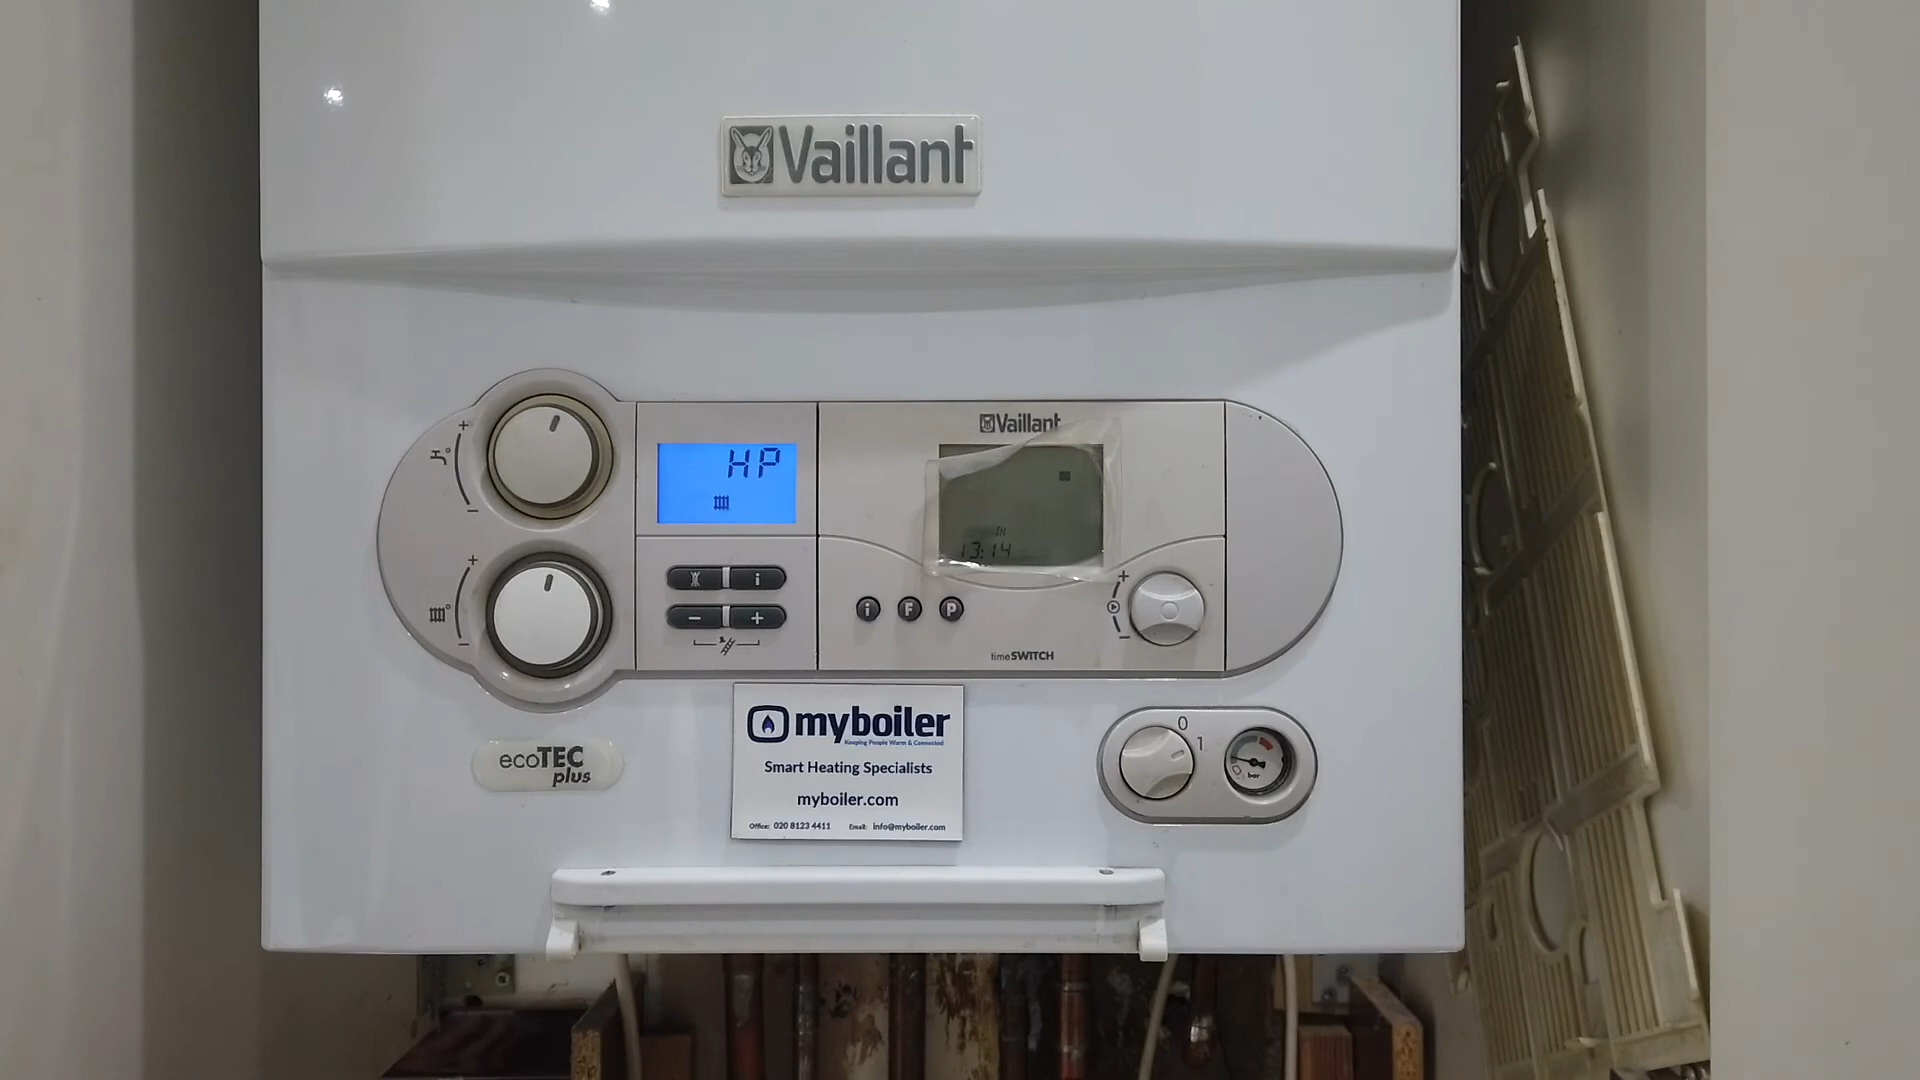 Vaillant
Vaillant
HP
Th
13:14
i
- +
i F P
+
-
+
-
+
-
timeSWITCH
0
1
bar
ecoTEC
plus
myboiler
Keeping People Warm & Connected
Smart Heating Specialists
myboiler.com
Office: 020 8123 4411 Email: info@myboiler.com